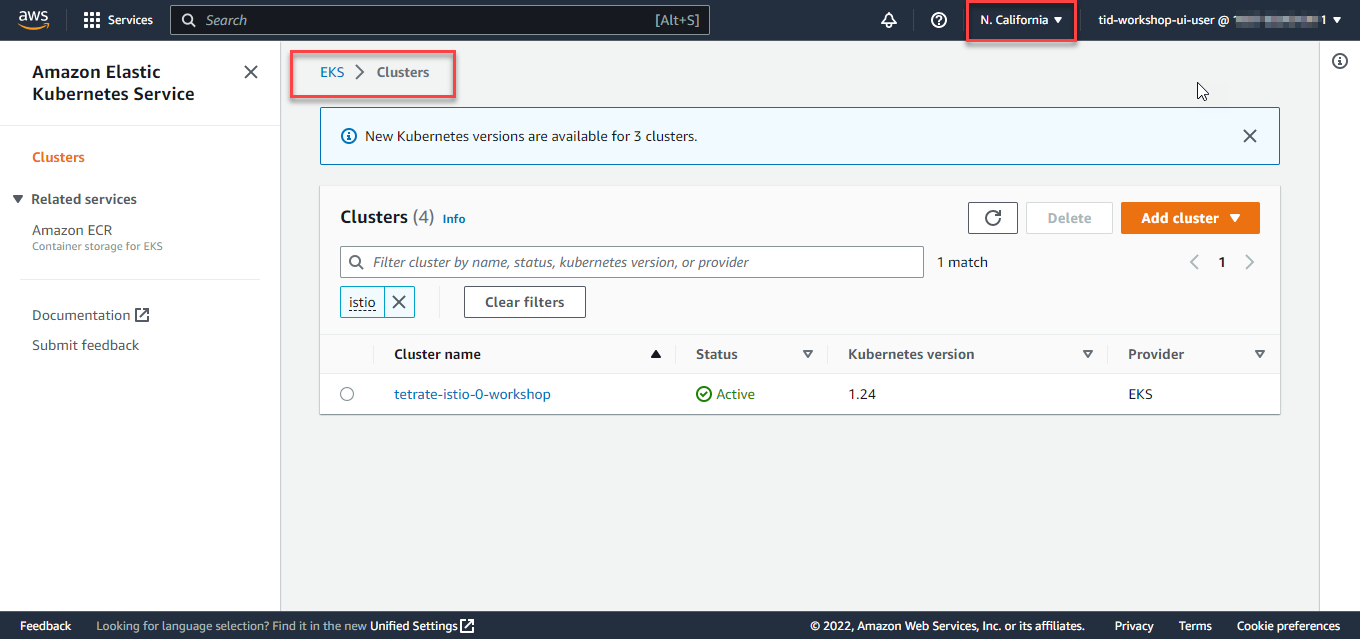 aws
Services
Search [Alt+S]
N. California
tid-workshop-ui-user @ 1
Amazon Elastic
Kubernetes Service
Clusters
Related services
Amazon ECR
Container storage for EKS
Documentation
Submit feedback
EKS Clusters
New Kubernetes versions are available for 3 clusters.
Clusters (4) Info
Delete
Add cluster
Filter cluster by name, status, kubernetes version, or provider
1 match
1
istio
Clear filters
Cluster name Status Kubernetes version Provider
tetrate-istio-0-workshop Active 1.24 EKS
Feedback Looking for language selection? Find it in the new Unified Settings © 2022, Amazon Web Services, Inc. or its affiliates. Privacy Terms Cookie preferences